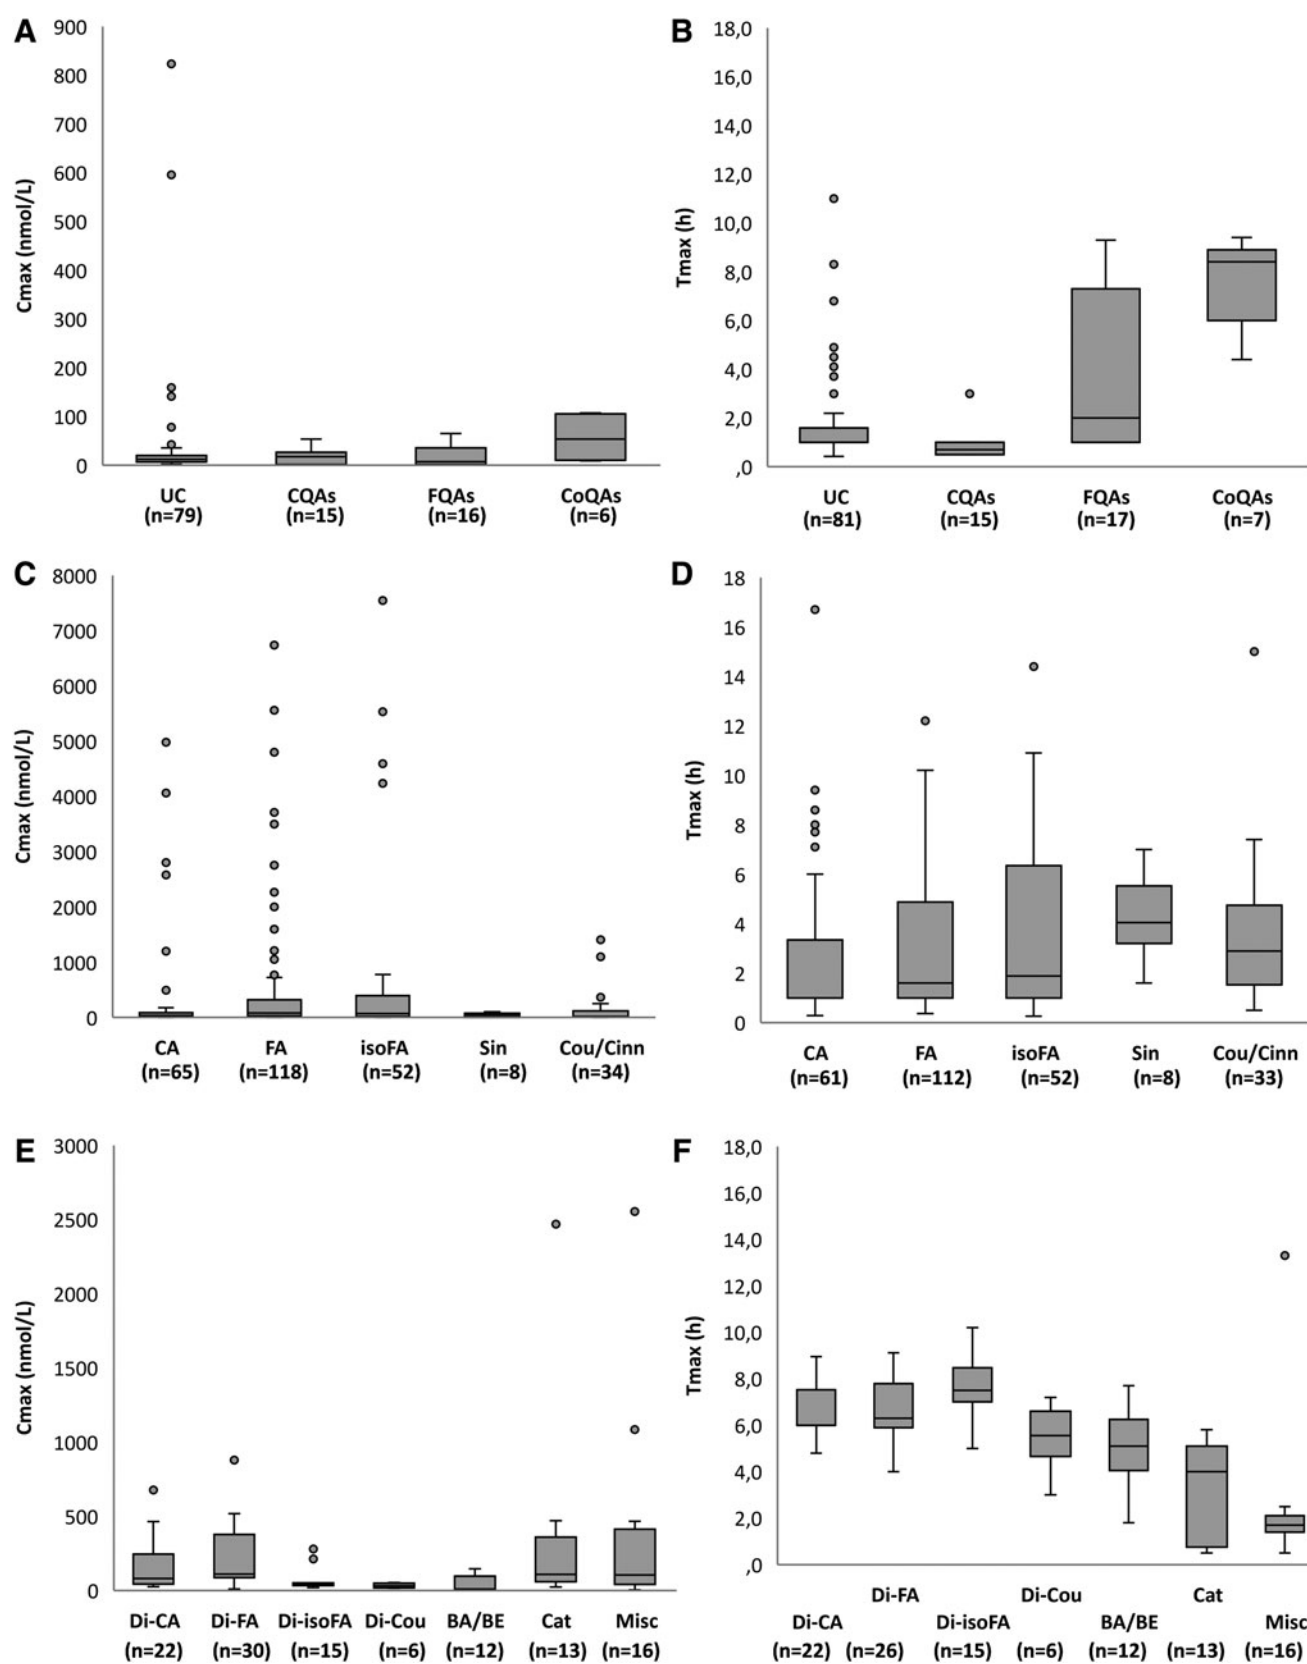 A
B
900
800
700
600
500
400
300
200
100
0
Cmax (nmol/L)
UC CQAs FQAs CoQAs
(n=79) (n=15) (n=16) (n=6)
18,0
16,0
14,0
12,0
10,0
8,0
6,0
4,0
2,0
,0
Tmax (h)
UC CQAs FQAs CoQAs
(n=81) (n=15) (n=17) (n=7)
C
D
8000
7000
6000
5000
4000
3000
2000
1000
0
Cmax (nmol/L)
CA FA isoFA Sin Cou/Cinn
(n=65) (n=118) (n=52) (n=8) (n=34)
18
16
14
12
10
8
6
4
2
0
Tmax (h)
CA FA isoFA Sin Cou/Cinn
(n=61) (n=112) (n=52) (n=8) (n=33)
E
F
3000
2500
2000
1500
1000
500
0
Cmax (nmol/L)
Di-CA Di-FA Di-isoFA Di-Cou BA/BE Cat Misc
(n=22) (n=30) (n=15) (n=6) (n=12) (n=13) (n=16)
18,0
16,0
14,0
12,0
10,0
8,0
6,0
4,0
2,0
,0
Tmax (h)
Di-FA Di-Cou Cat
Di-CA Di-isoFA BA/BE Misc
(n=22) (n=26) (n=15) (n=6) (n=12) (n=13) (n=16)